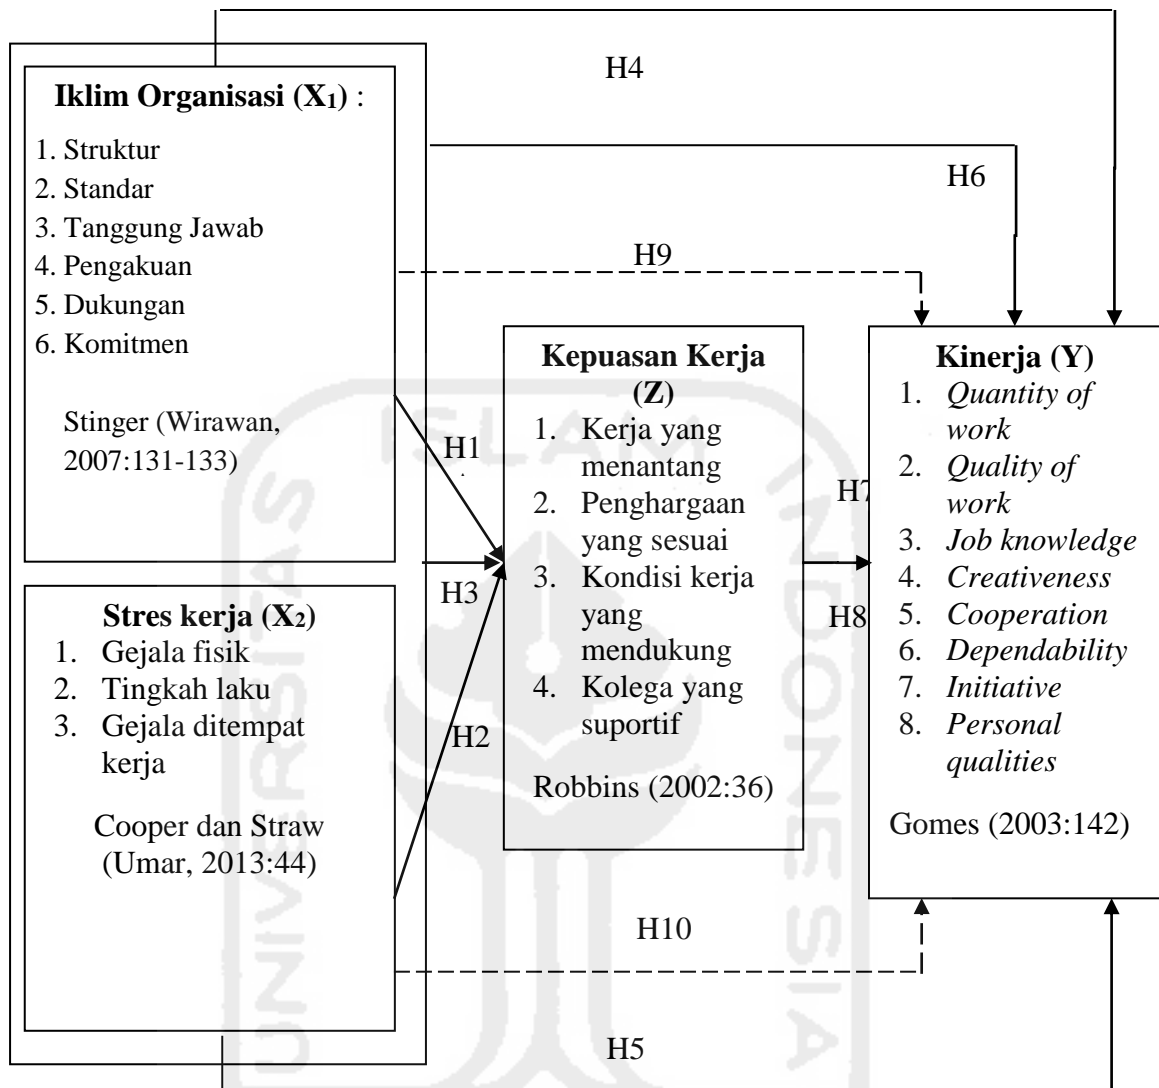 H4
Iklim Organisasi (X1) :
1. Struktur
2. Standar
3. Tanggung Jawab
4. Pengakuan
5. Dukungan
6. Komitmen
Stinger (Wirawan,
2007:131-133)
H6
H9
H1
H3
H2
Stres kerja (X2)
1. Gejala fisik
2. Tingkah laku
3. Gejala ditempat
kerja
Cooper dan Straw
(Umar, 2013:44)
Kepuasan Kerja
(Z)
1. Kerja yang
menantang
2. Penghargaan
yang sesuai
3. Kondisi kerja
yang
mendukung
4. Kolega yang
suportif
Robbins (2002:36)
H7
H8
Kinerja (Y)
1. Quantity of
work
2. Quality of
work
3. Job knowledge
4. Creativeness
5. Cooperation
6. Dependability
7. Initiative
8. Personal
qualities
Gomes (2003:142)
H10
H5
UNIVERSITAS
ISLAM
INDONESIA